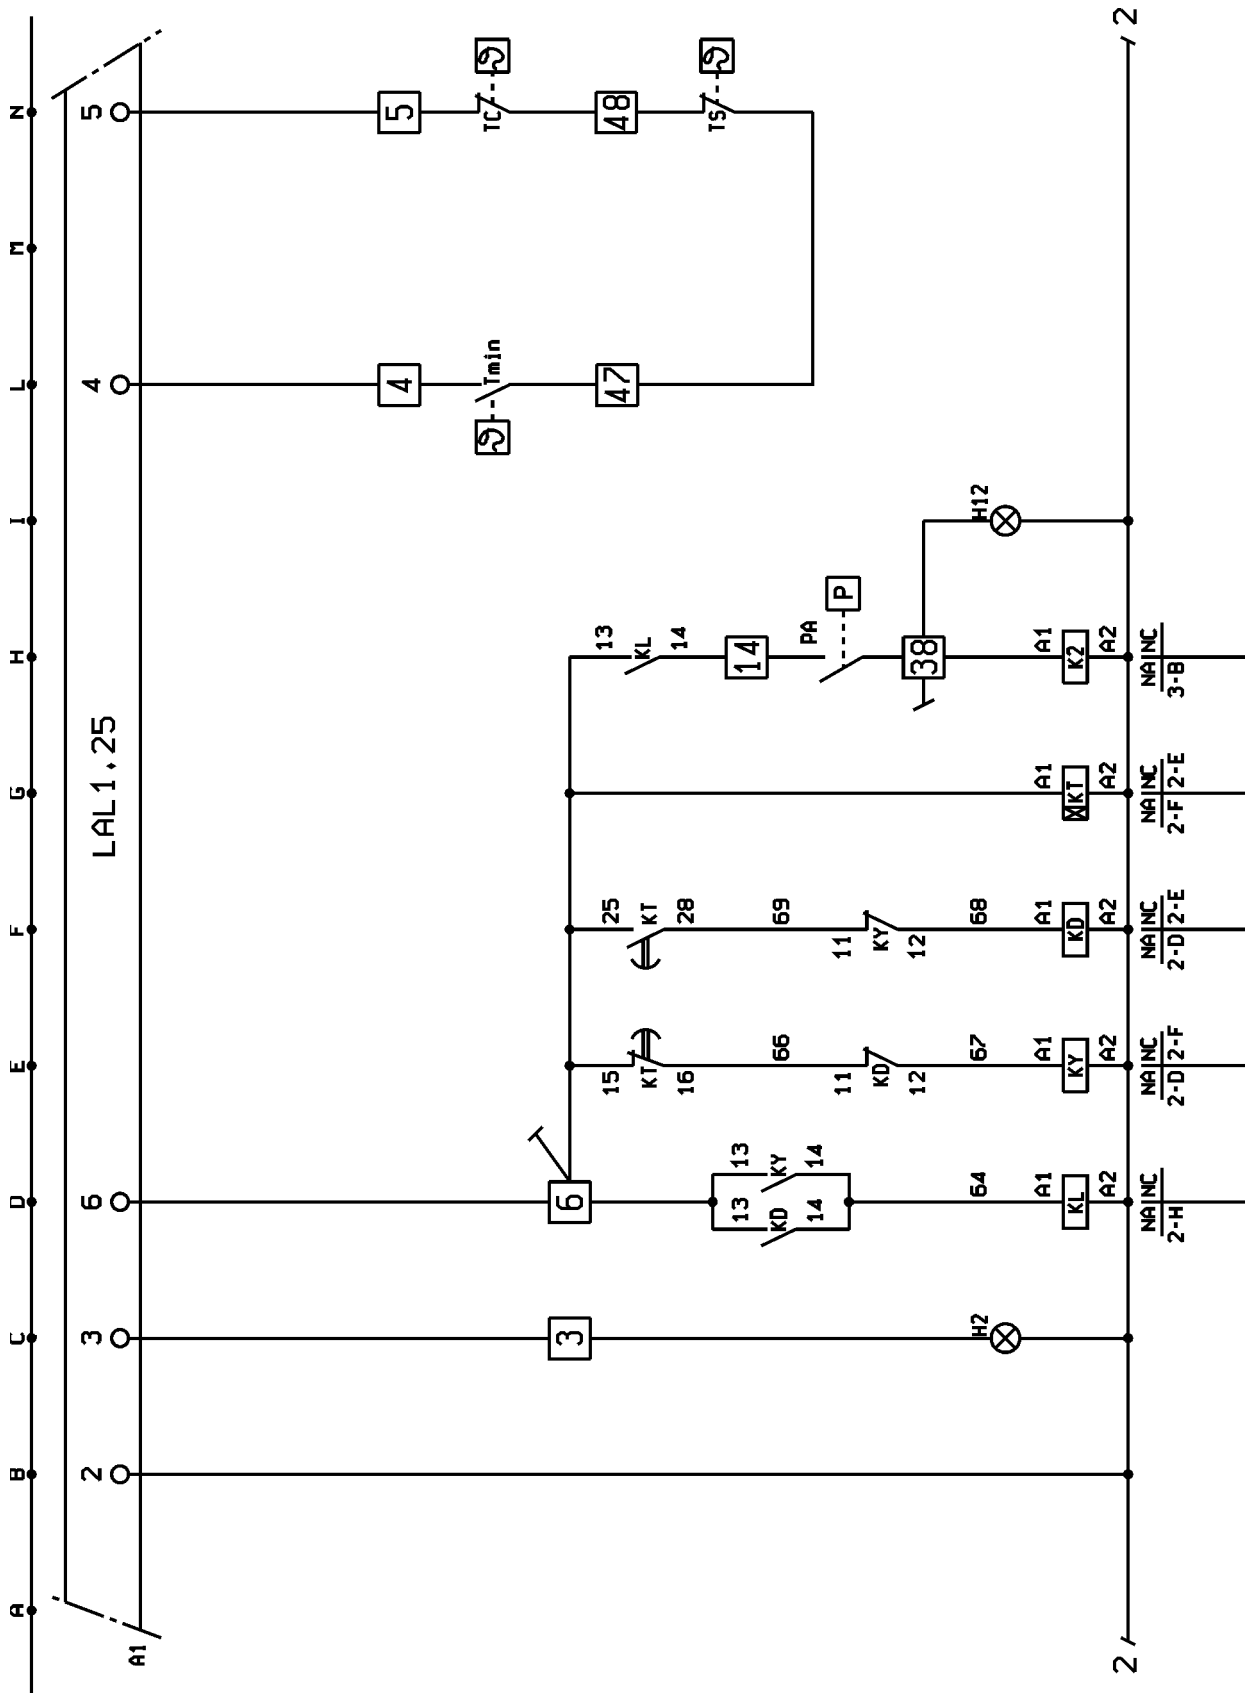 A B C D E F G H I L M N
LAL1.25
A1
2 3 6 4 5
4 5
Tmin TC
47 48
TS
3 6
15 25 13
KT KT KL
16 28 14
13 13
KD KY
14 14
66 69 14
PA P
11 11
KD KY
12 12
38
H2 64 67 68 H12
A1 A1 A1 A1 A1
KL KY KD KT K2
A2 A2 A2 A2 A2
2 2
NA NC NA NC NA NC NA NC NA NC
2-H 2-D 2-F 2-D 2-E 2-F 2-E 3-B